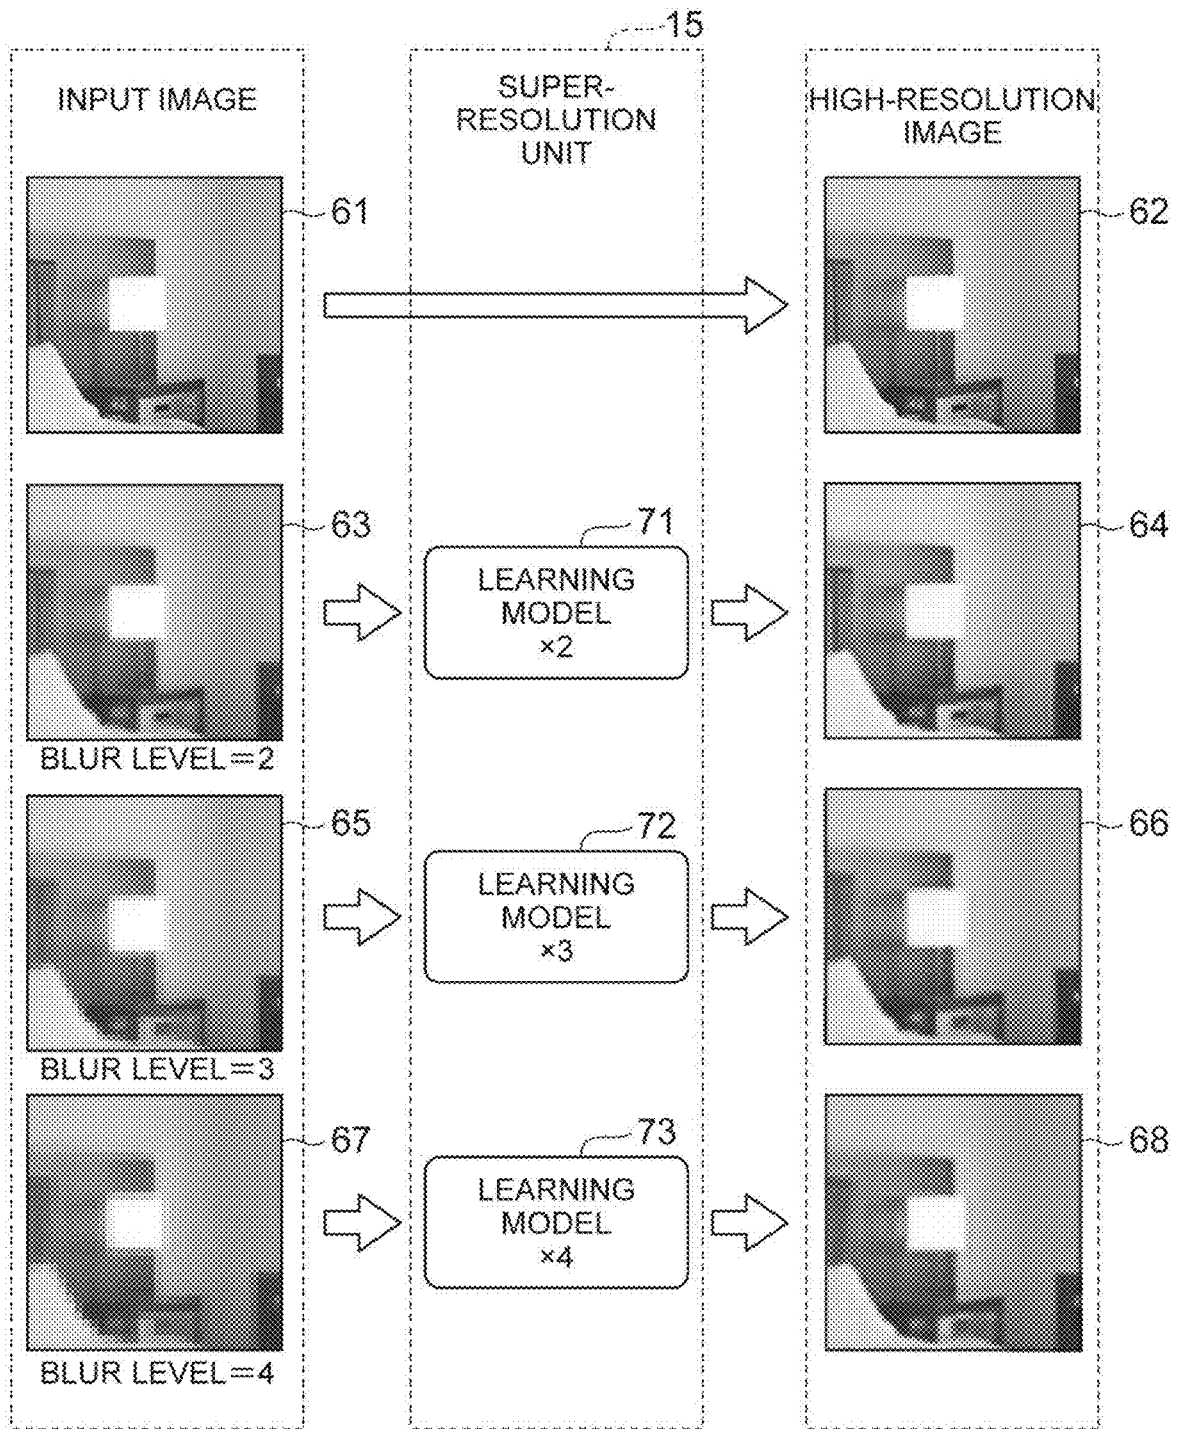 15
INPUT IMAGE
SUPER-
RESOLUTION
UNIT
HIGH-RESOLUTION
IMAGE
61
62
63
71
LEARNING
MODEL
×2
64
BLUR LEVEL=2
65
72
LEARNING
MODEL
×3
66
BLUR LEVEL=3
67
73
LEARNING
MODEL
×4
68
BLUR LEVEL=4